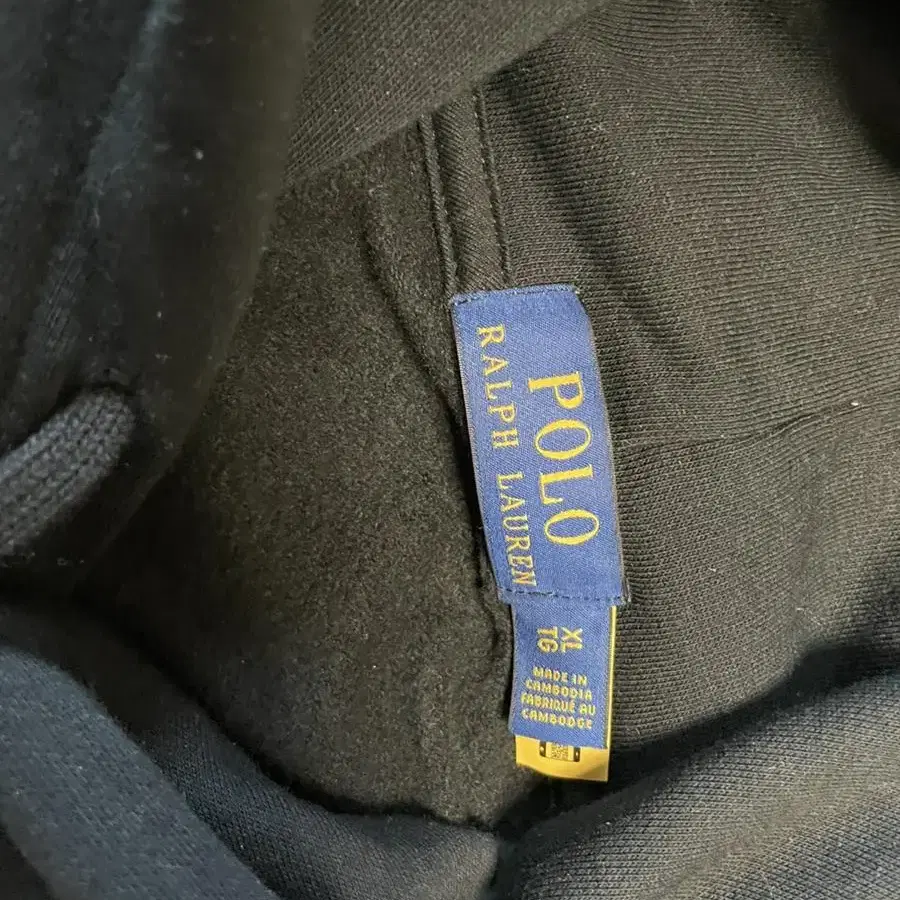 POLO
RALPH LAUREN
XL
TG
MADE IN
CAMBODIA
FABRIQUÉ AU
CAMBODGE